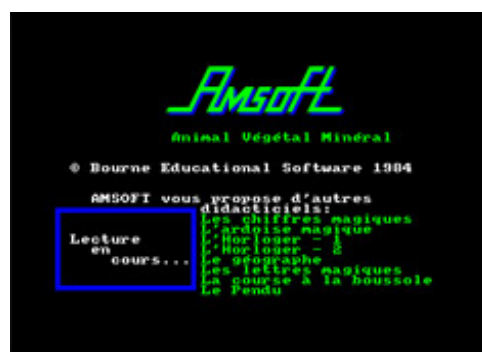 Amsoft
Animal Végétal Minéral
© Bourne Educational Software 1984
AMSOFT vous propose d'autres
didacticiels:
Les chiffres magiques
L'ardoise magique
L'Horloger - 1
L'Horloger - 2
Le géographe
Les lettres magiques
La course à la boussole
Le Pendu
Lecture
en
cours...